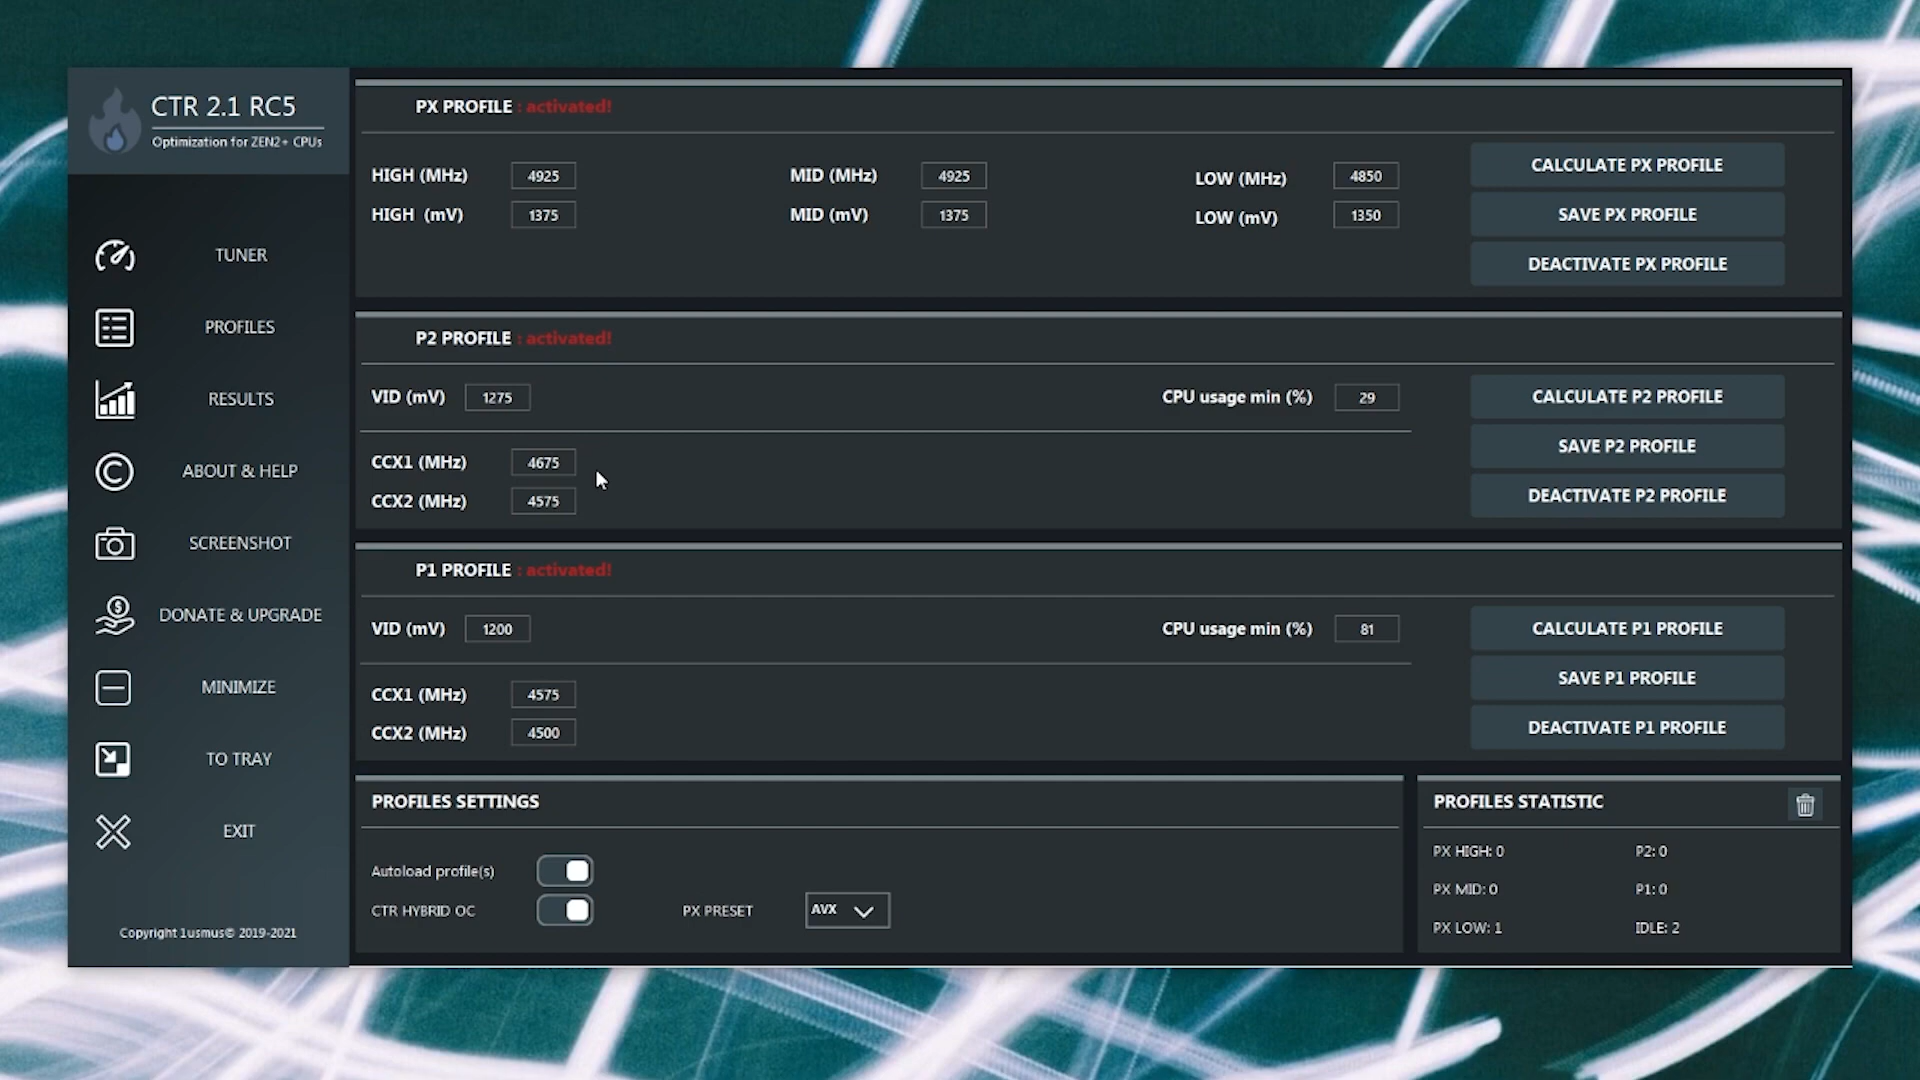 CTR 2.1 RC5
Optimization for ZEN2+ CPUs
TUNER
PROFILES
RESULTS
ABOUT & HELP
SCREENSHOT
DONATE & UPGRADE
MINIMIZE
TO TRAY
EXIT
Copyright 1usmus© 2019-2021
PX PROFILE : activated!
HIGH (MHz) 4925 MID (MHz) 4925 LOW (MHz) 4850
HIGH (mV) 1375 MID (mV) 1375 LOW (mV) 1350
CALCULATE PX PROFILE
SAVE PX PROFILE
DEACTIVATE PX PROFILE
P2 PROFILE : activated!
VID (mV) 1275 CPU usage min (%) 29
CCX1 (MHz) 4675
CCX2 (MHz) 4575
CALCULATE P2 PROFILE
SAVE P2 PROFILE
DEACTIVATE P2 PROFILE
P1 PROFILE : activated!
VID (mV) 1200 CPU usage min (%) 81
CCX1 (MHz) 4575
CCX2 (MHz) 4500
CALCULATE P1 PROFILE
SAVE P1 PROFILE
DEACTIVATE P1 PROFILE
PROFILES SETTINGS
Autoload profile(s)
CTR HYBRID OC PX PRESET AVX
PROFILES STATISTIC
PX HIGH: 0 P2: 0
PX MID: 0 P1: 0
PX LOW: 1 IDLE: 2